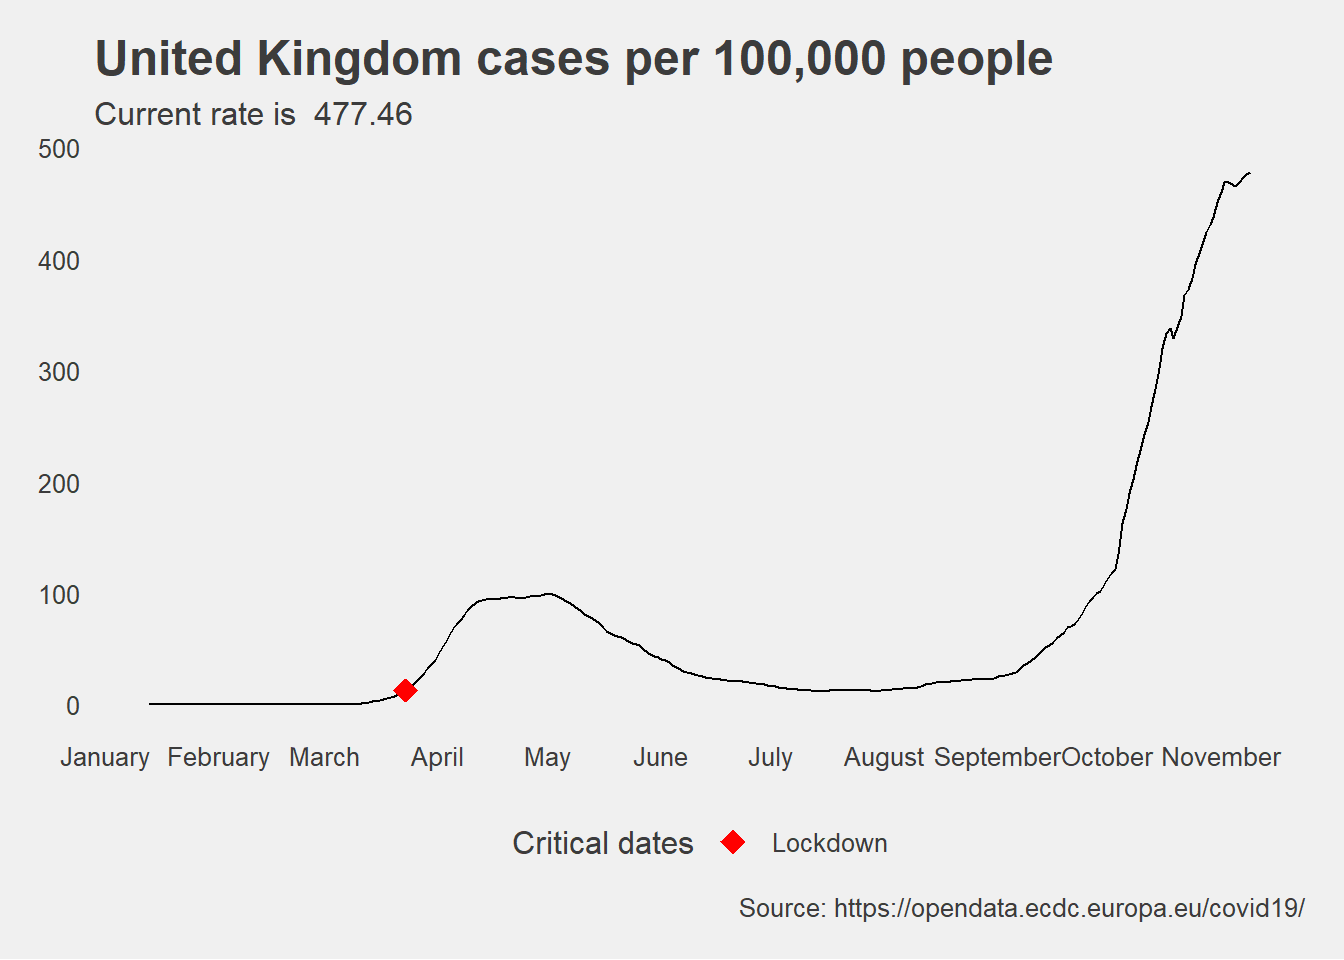 United Kingdom cases per 100,000 people
Current rate is  477.46
500
400
300
200
100
0
January February March April May June July August September October November
Critical dates Lockdown
Source: https://opendata.ecdc.europa.eu/covid19/